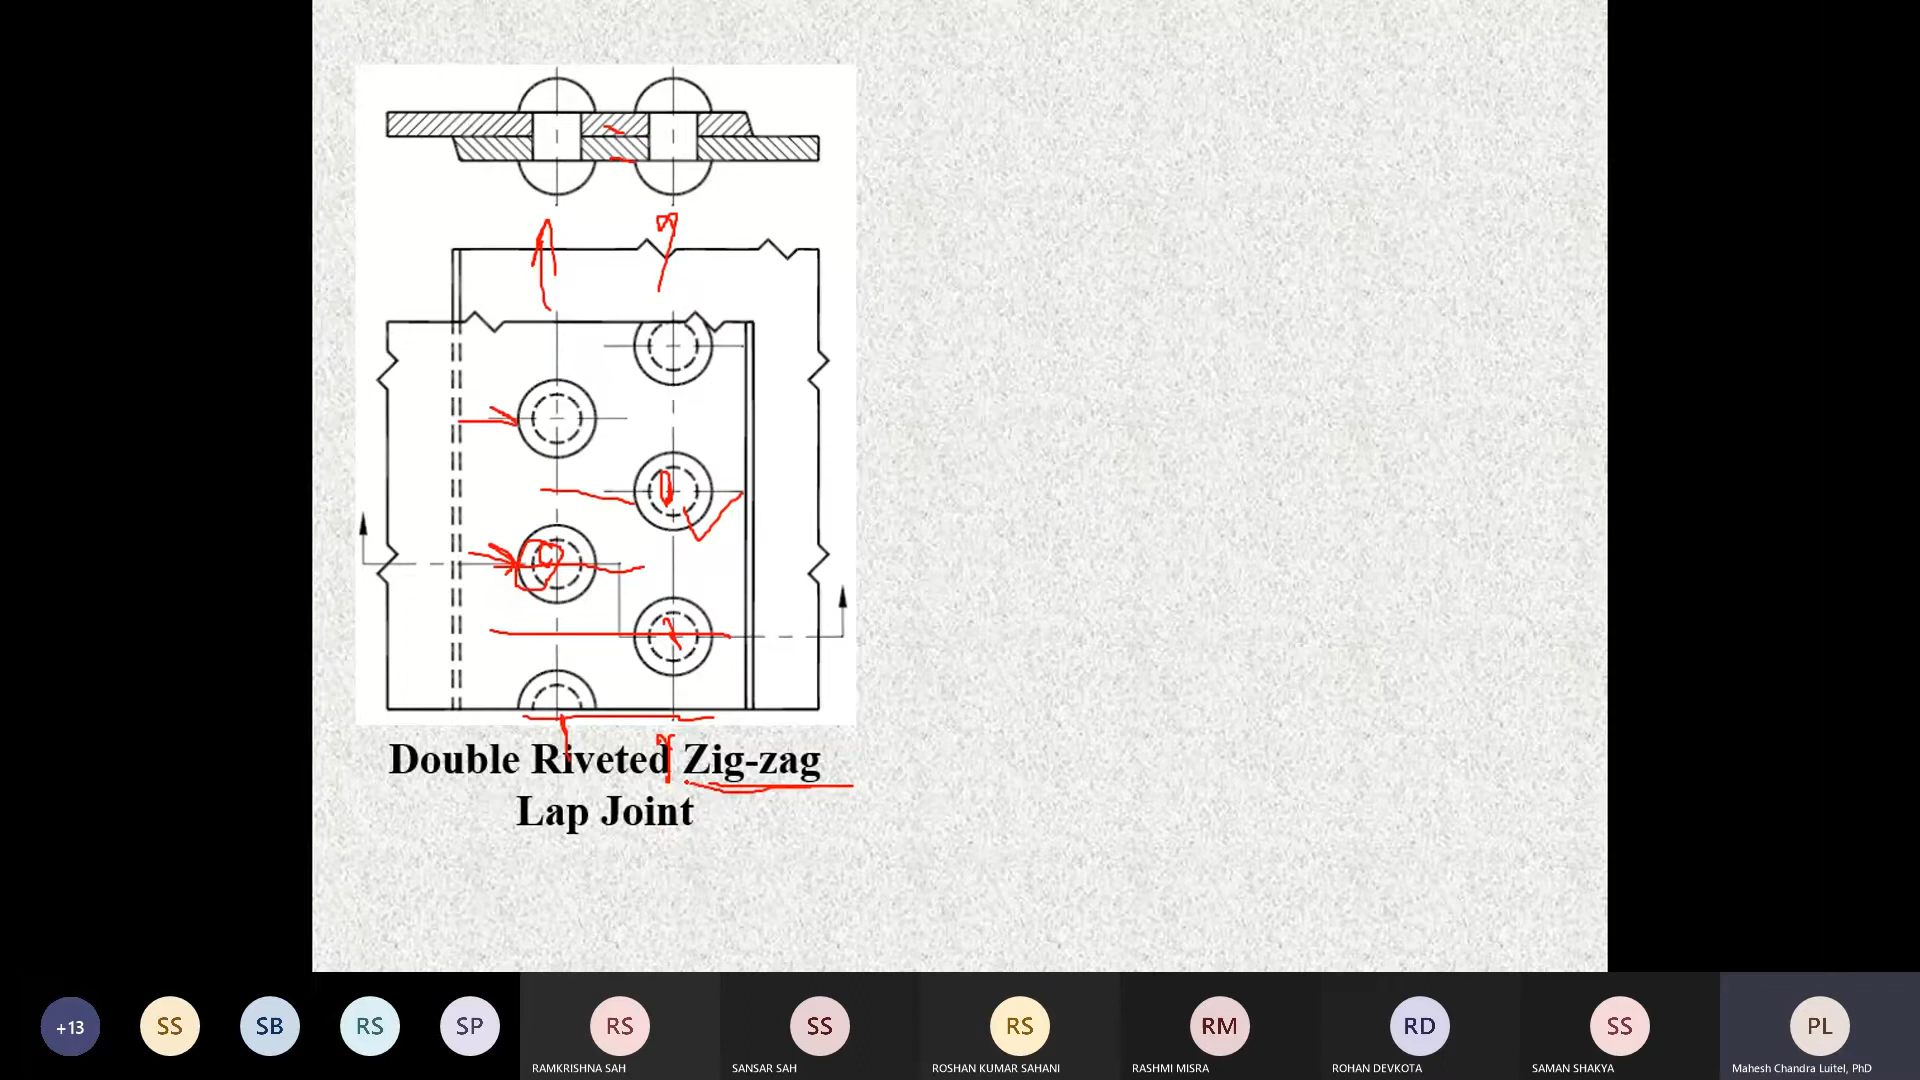 Double Riveted Zig-zag
Lap Joint
+13
SS
SB
RS
SP
RS
SS
RS
RM
RD
SS
PL
RAMKRISHNA SAH
SANSAR SAH
ROSHAN KUMAR SAHANI
RASHMI MISRA
ROHAN DEVKOTA
SAMAN SHAKYA
Mahesh Chandra Luitel, PhD